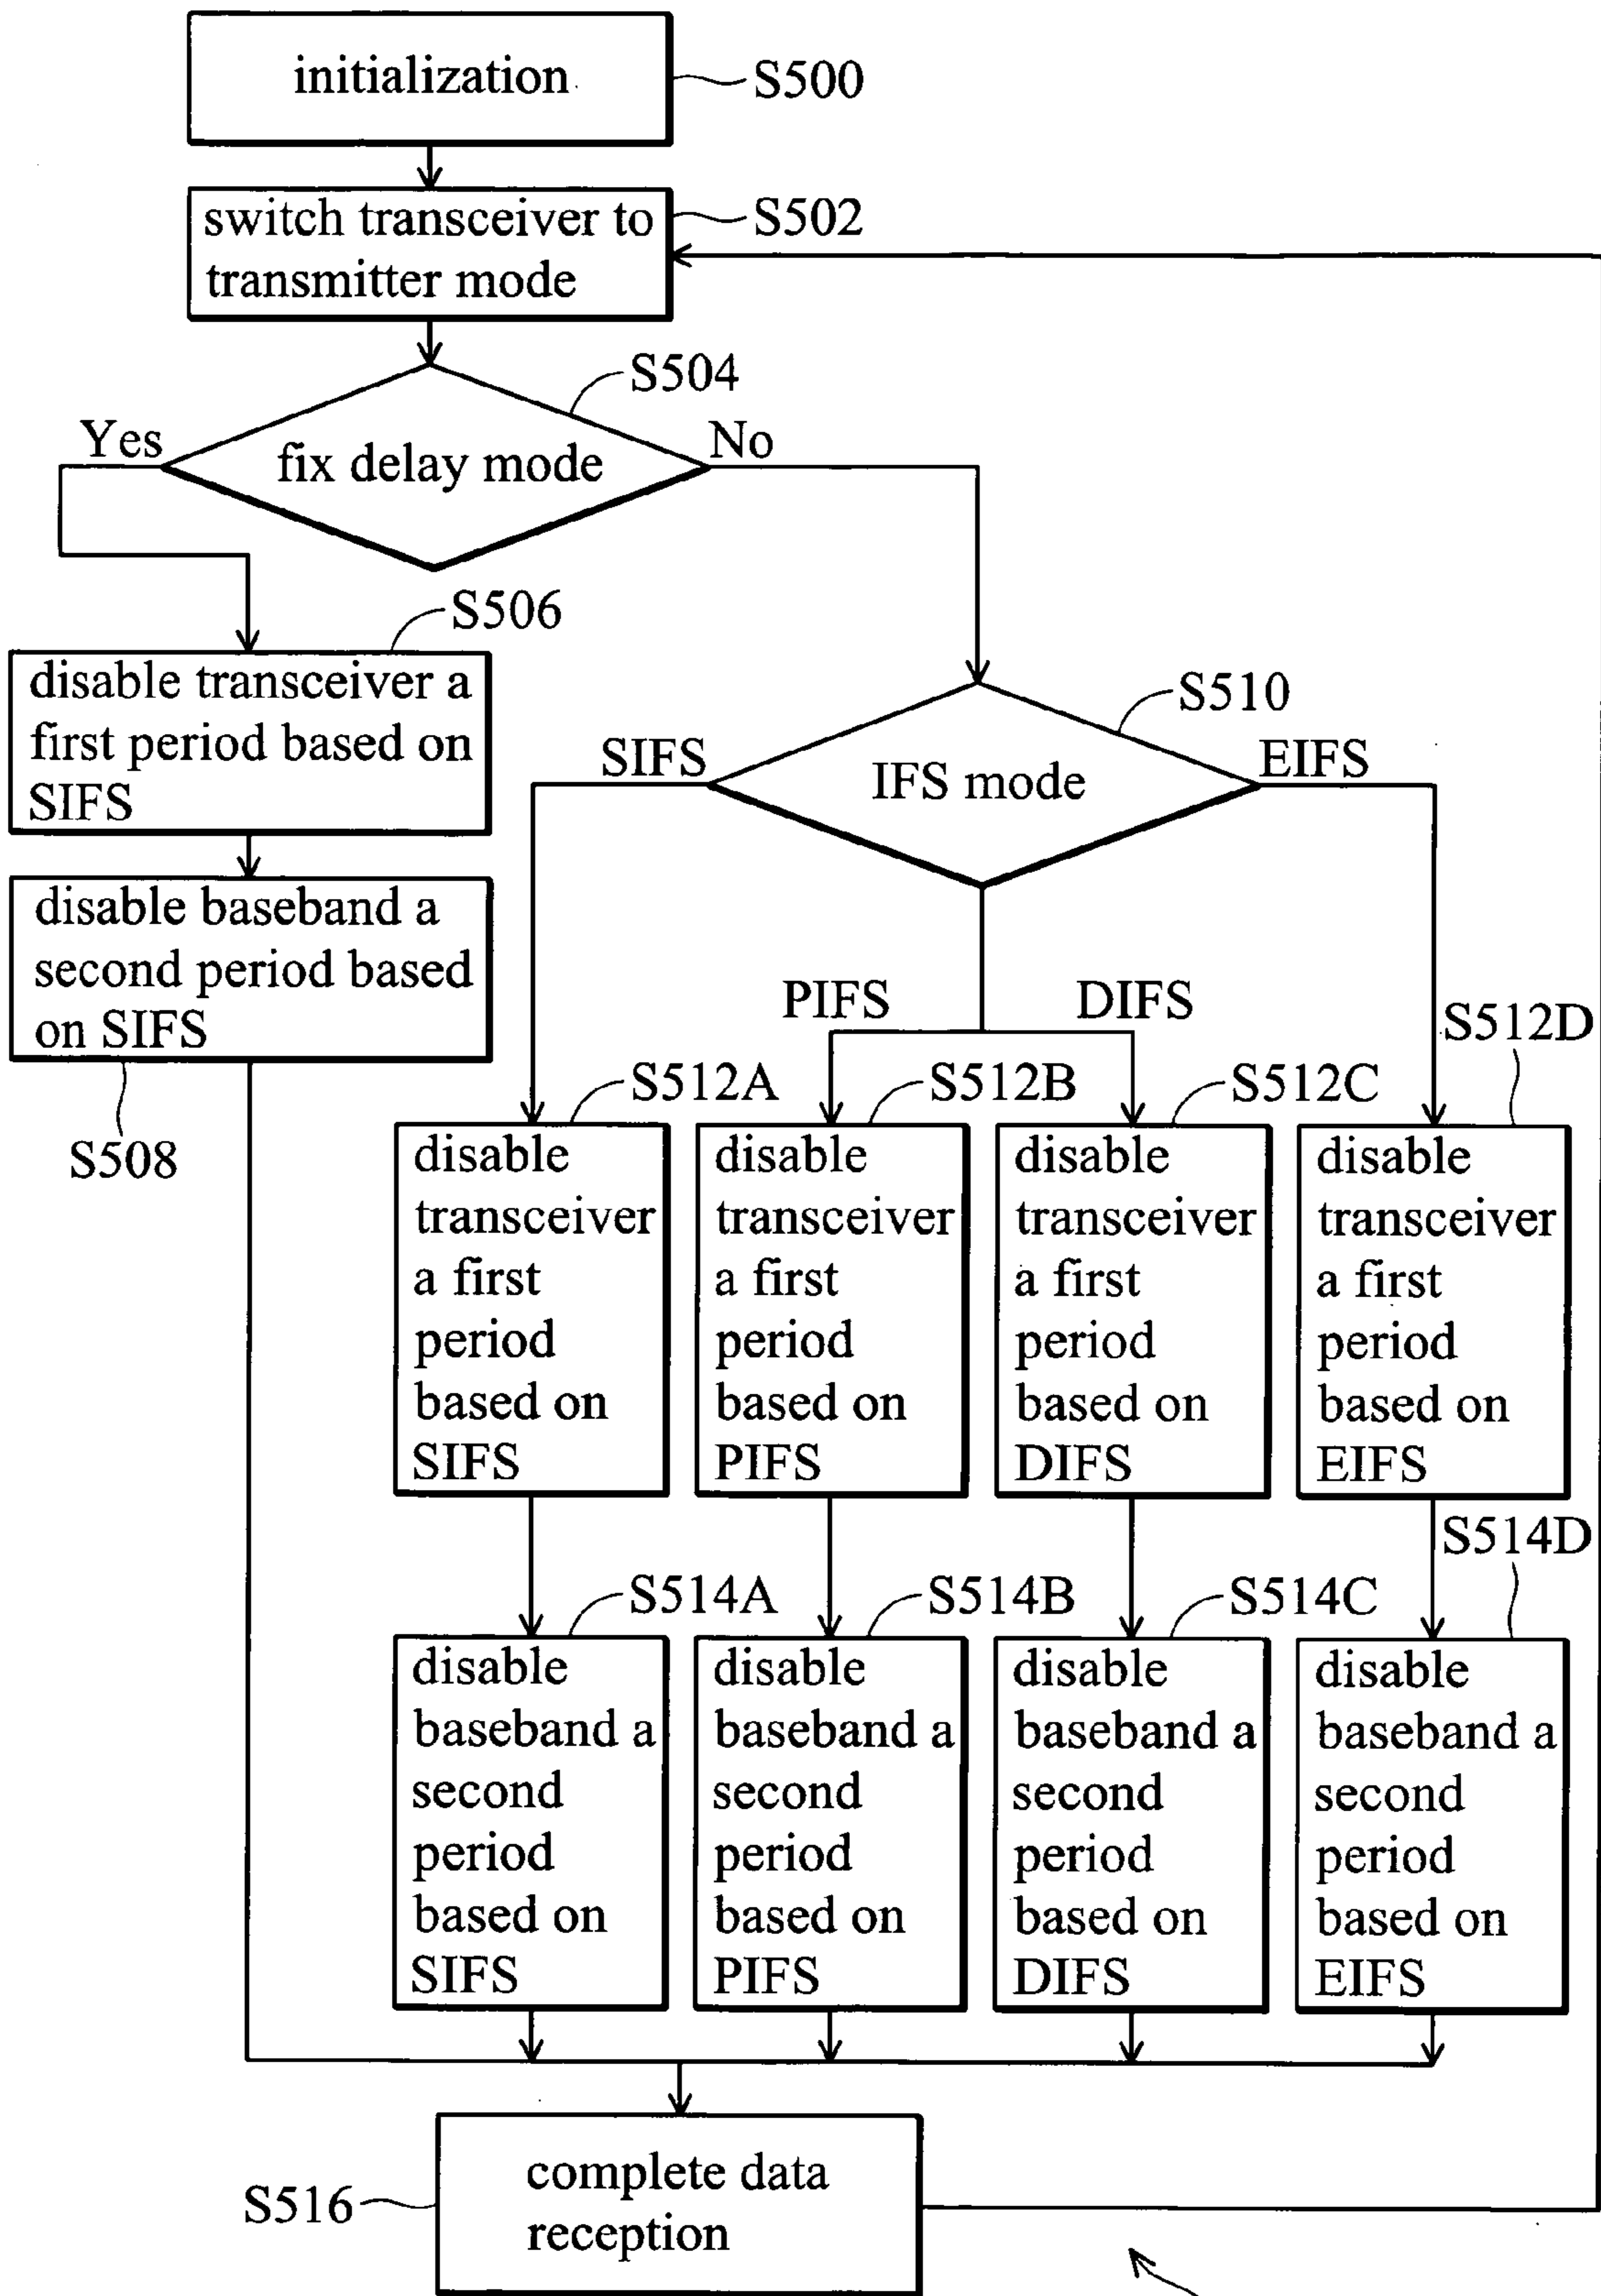 initialization
S500
switch transceiver to
transmitter mode
S502
S504
Yes
fix delay mode
No
S506
disable transceiver a
first period based on
SIFS
disable baseband a
second period based
on SIFS
S508
S510
SIFS
IFS mode
EIFS
PIFS
DIFS
S512A
disable
transceiver
a first
period
based on
SIFS
S512B
disable
transceiver
a first
period
based on
PIFS
S512C
disable
transceiver
a first
period
based on
DIFS
S512D
disable
transceiver
a first
period
based on
EIFS
S514A
disable
baseband a
second
period
based on
SIFS
S514B
disable
baseband a
second
period
based on
PIFS
S514C
disable
baseband a
second
period
based on
DIFS
S514D
disable
baseband a
second
period
based on
EIFS
S516
complete data
reception